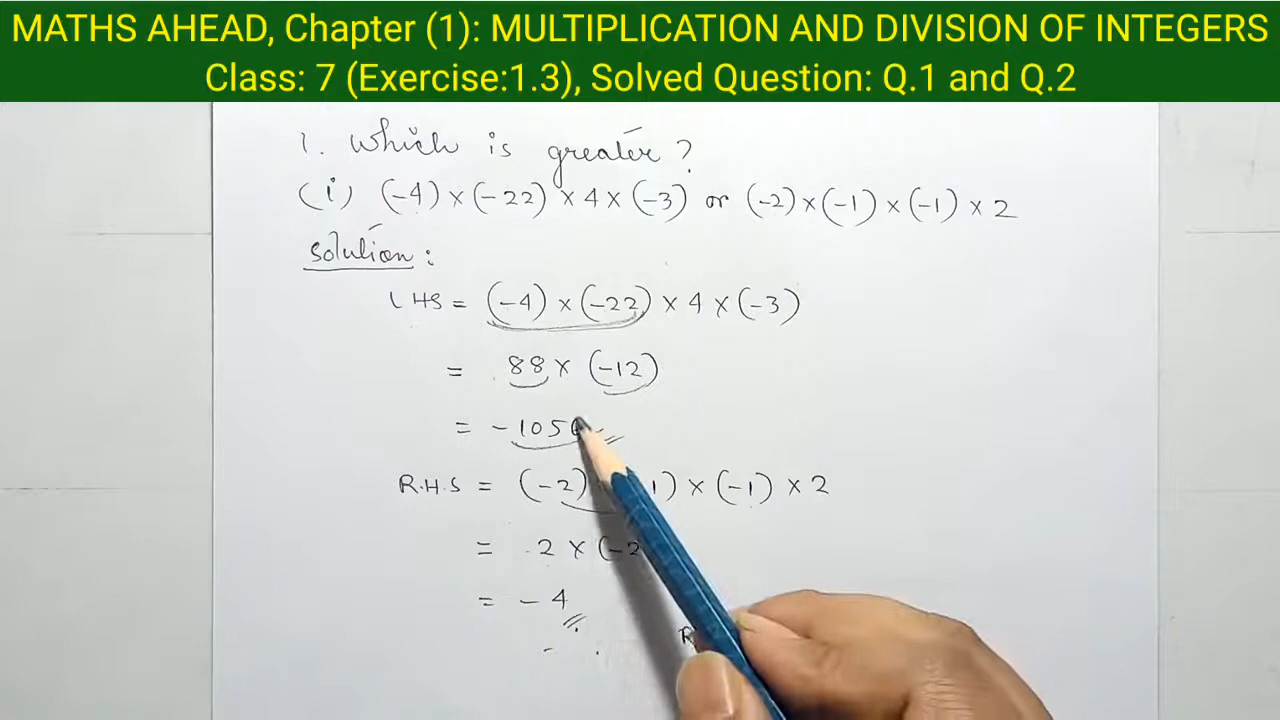 MATHS AHEAD, Chapter (1): MULTIPLICATION AND DIVISION OF INTEGERS
Class: 7 (Exercise:1.3), Solved Question: Q.1 and Q.2
1. Which is greater?
(i) (-4) × (-22) × 4 × (-3) or (-2) × (-1) × (-1) × 2
Solution:
LHS = (-4) × (-22) × 4 × (-3)
= 88 × (-12)
= -105
R.H.S = (-2) 1) × (-1) × 2
= 2 × (-2
= -4
R